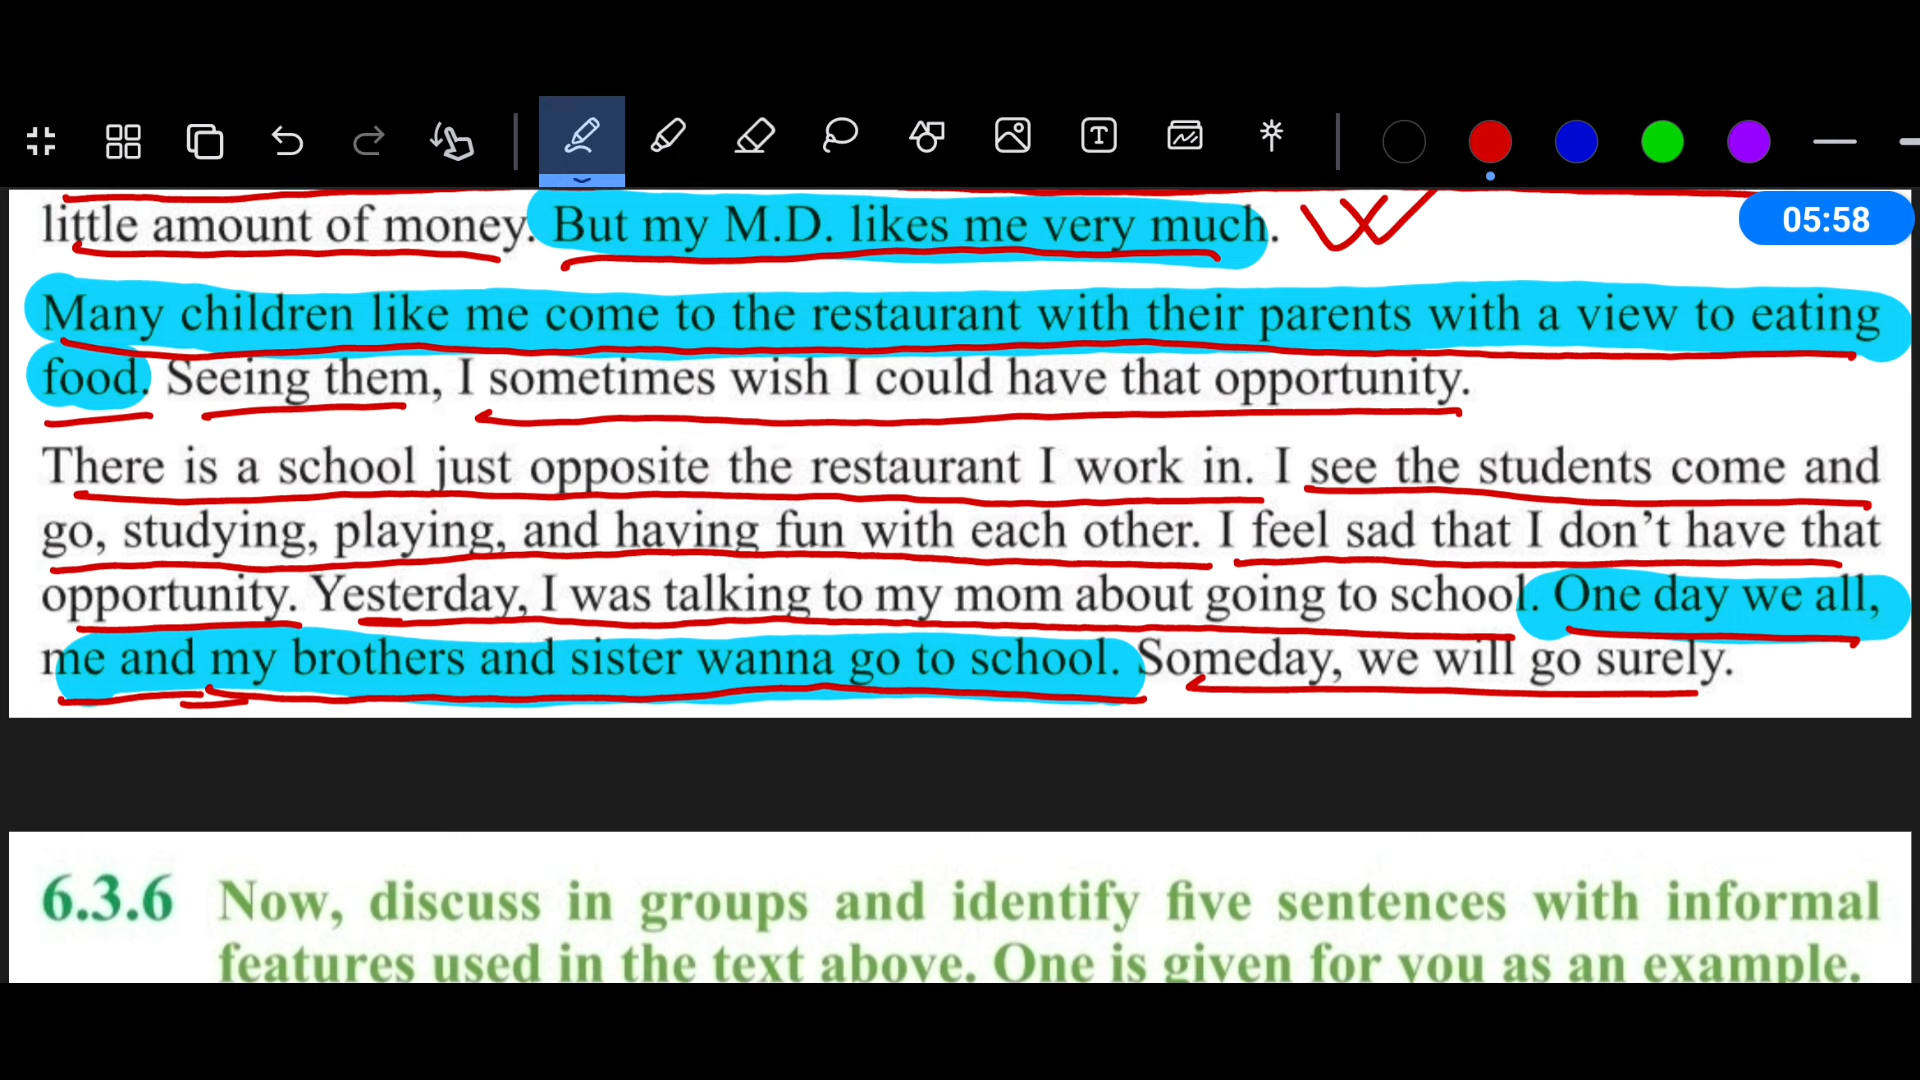 05:58
little amount of money. But my M.D. likes me very much.
Many children like me come to the restaurant with their parents with a view to eating
food. Seeing them, I sometimes wish I could have that opportunity.
There is a school just opposite the restaurant I work in. I see the students come and
go, studying, playing, and having fun with each other. I feel sad that I don’t have that
opportunity. Yesterday, I was talking to my mom about going to school. One day we all,
me and my brothers and sister wanna go to school. Someday, we will go surely.
6.3.6 Now, discuss in groups and identify five sentences with informal
features used in the text above. One is given for you as an example.